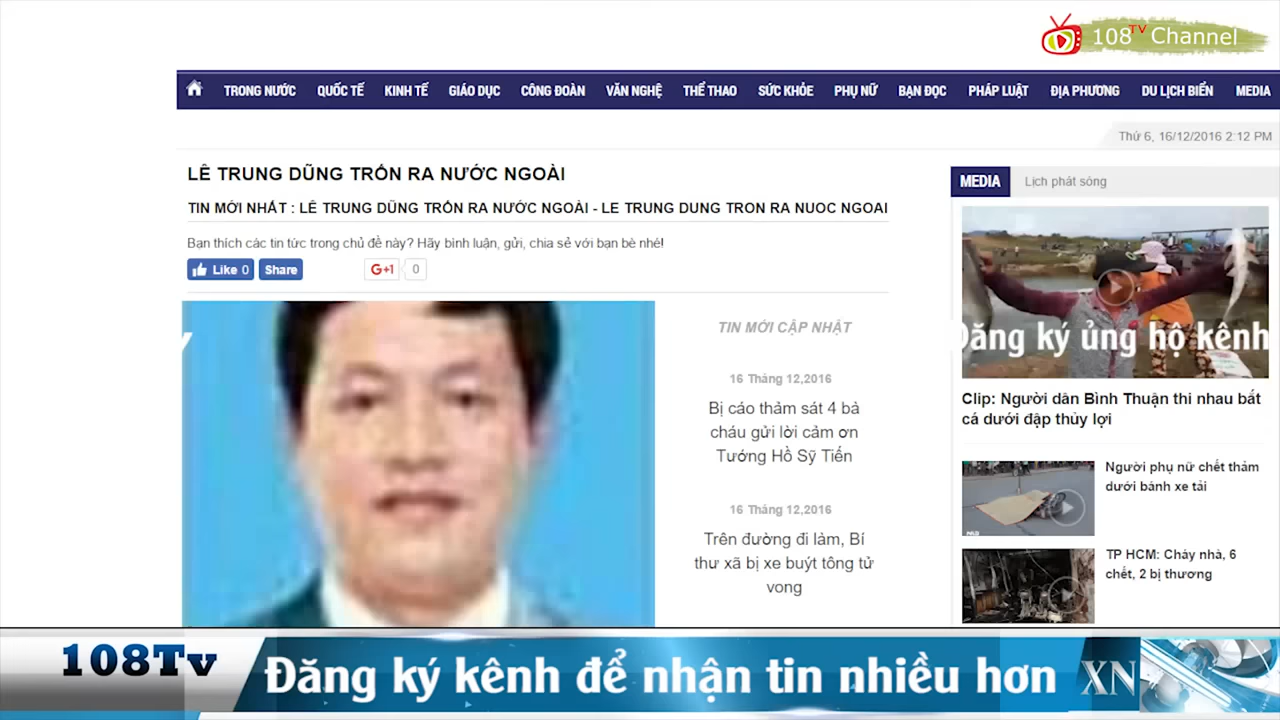 108 TV Channel
TRONG NƯỚC QUỐC TẾ KINH TẾ GIÁO DỤC CÔNG ĐOÀN VĂN NGHỆ THỂ THAO SỨC KHỎE PHỤ NỮ BẠN ĐỌC PHÁP LUẬT ĐỊA PHƯƠNG DU LỊCH BIỂN MEDIA
Thứ 6, 16/12/2016 2:12 PM
LÊ TRUNG DŨNG TRỐN RA NƯỚC NGOÀI
TIN MỚI NHẤT : LÊ TRUNG DŨNG TRỐN RA NƯỚC NGOÀI - LE TRUNG DUNG TRON RA NUOC NGOAI
Bạn thích các tin tức trong chủ đề này? Hãy bình luận, gửi, chia sẻ với bạn bè nhé!
Like 0 Share G+1 0
TIN MỚI CẬP NHẬT
16 Tháng 12,2016
Bị cáo thảm sát 4 bà
cháu gửi lời cảm ơn
Tướng Hồ Sỹ Tiến
16 Tháng 12,2016
Trên đường đi làm, Bí
thư xã bị xe buýt tông tử
vong
MEDIA Lịch phát sóng
Đăng ký ủng hộ kênh
Clip: Người dân Bình Thuận thi nhau bắt
cá dưới đập thủy lợi
Người phụ nữ chết thảm
dưới bánh xe tải
TP HCM: Cháy nhà, 6
chết, 2 bị thương
108Tv
Đăng ký kênh để nhận tin nhiều hơn
XN